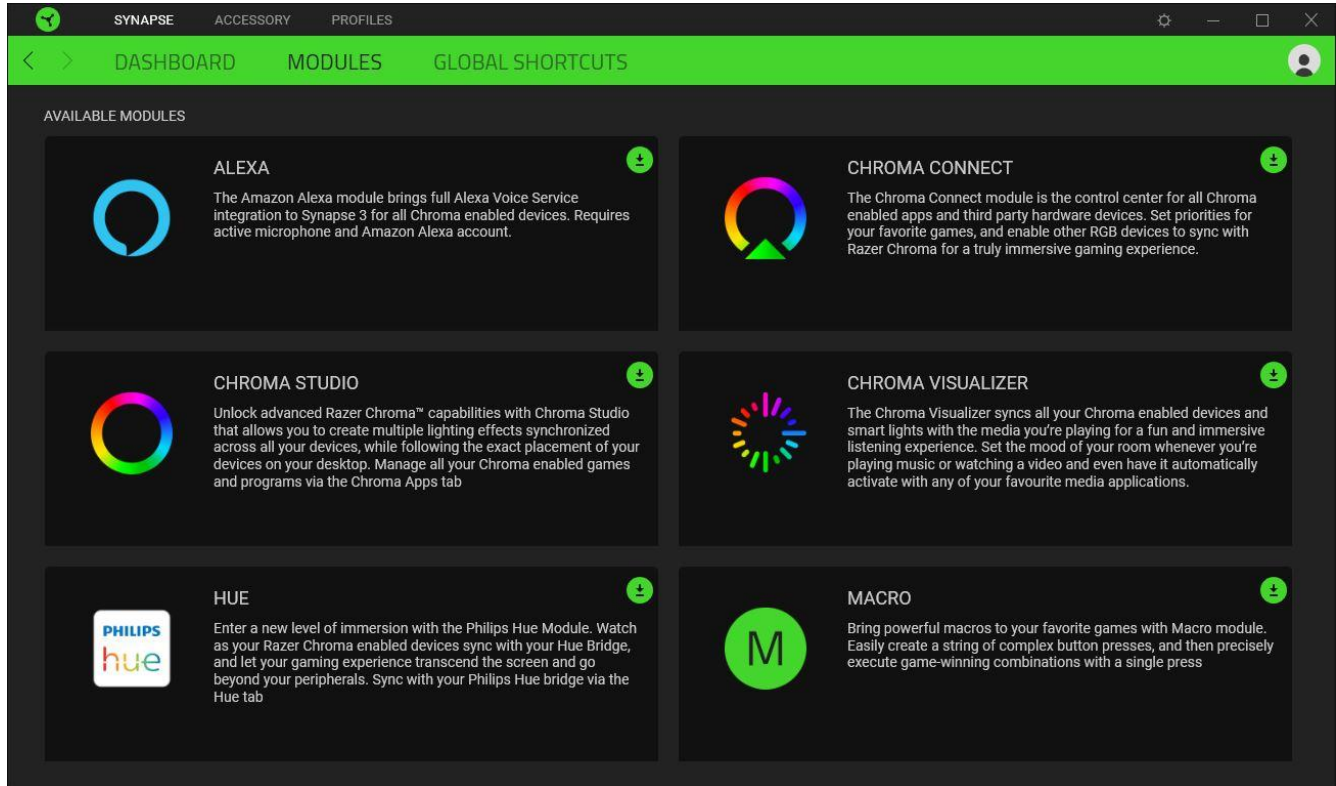 SYNAPSE ACCESSORY PROFILES
DASHBOARD MODULES GLOBAL SHORTCUTS
AVAILABLE MODULES
ALEXA
The Amazon Alexa module brings full Alexa Voice Service
integration to Synapse 3 for all Chroma enabled devices. Requires
active microphone and Amazon Alexa account.
CHROMA CONNECT
The Chroma Connect module is the control center for all Chroma
enabled apps and third party hardware devices. Set priorities for
your favorite games, and enable other RGB devices to sync with
Razer Chroma for a truly immersive gaming experience.
CHROMA STUDIO
Unlock advanced Razer Chroma™ capabilities with Chroma Studio
that allows you to create multiple lighting effects synchronized
across all your devices, while following the exact placement of your
devices on your desktop. Manage all your Chroma enabled games
and programs via the Chroma Apps tab
CHROMA VISUALIZER
The Chroma Visualizer syncs all your Chroma enabled devices and
smart lights with the media you're playing for a fun and immersive
listening experience. Set the mood of your room whenever you're
playing music or watching a video and even have it automatically
activate with any of your favourite media applications.
PHILIPS
hue
HUE
Enter a new level of immersion with the Philips Hue Module. Watch
as your Razer Chroma enabled devices sync with your Hue Bridge,
and let your gaming experience transcend the screen and go
beyond your peripherals. Sync with your Philips Hue bridge via the
Hue tab
M
MACRO
Bring powerful macros to your favorite games with Macro module.
Easily create a string of complex button presses, and then precisely
execute game-winning combinations with a single press